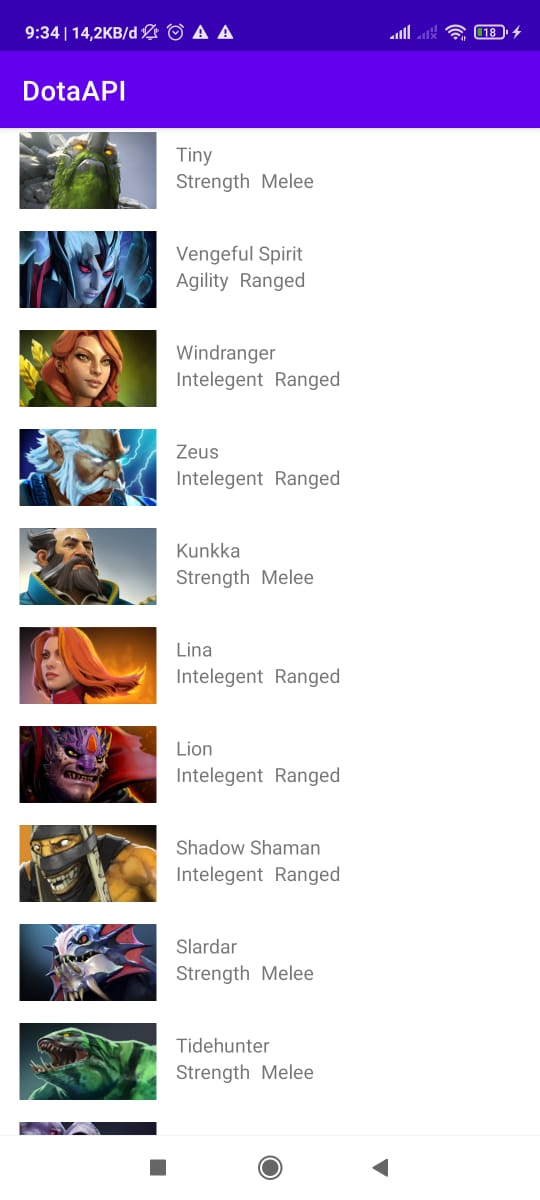 9:34 | 14,2KB/d
18
DotaAPI
Tiny
Strength Melee
Vengeful Spirit
Agility Ranged
Windranger
Intelegent Ranged
Zeus
Intelegent Ranged
Kunkka
Strength Melee
Lina
Intelegent Ranged
Lion
Intelegent Ranged
Shadow Shaman
Intelegent Ranged
Slardar
Strength Melee
Tidehunter
Strength Melee